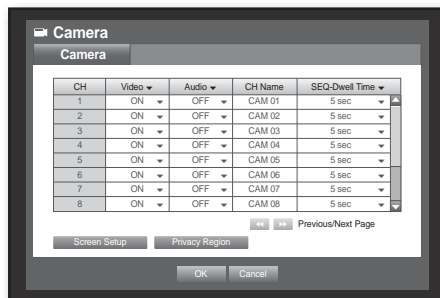 Camera
Camera
CH Video Audio CH Name SEQ-Dwell Time
1 ON OFF CAM 01 5 sec
2 ON OFF CAM 02 5 sec
3 ON OFF CAM 03 5 sec
4 ON OFF CAM 04 5 sec
5 ON OFF CAM 05 5 sec
6 ON OFF CAM 06 5 sec
7 ON OFF CAM 07 5 sec
8 ON OFF CAM 08 5 sec
Previous/Next Page
Screen Setup Privacy Region
OK Cancel